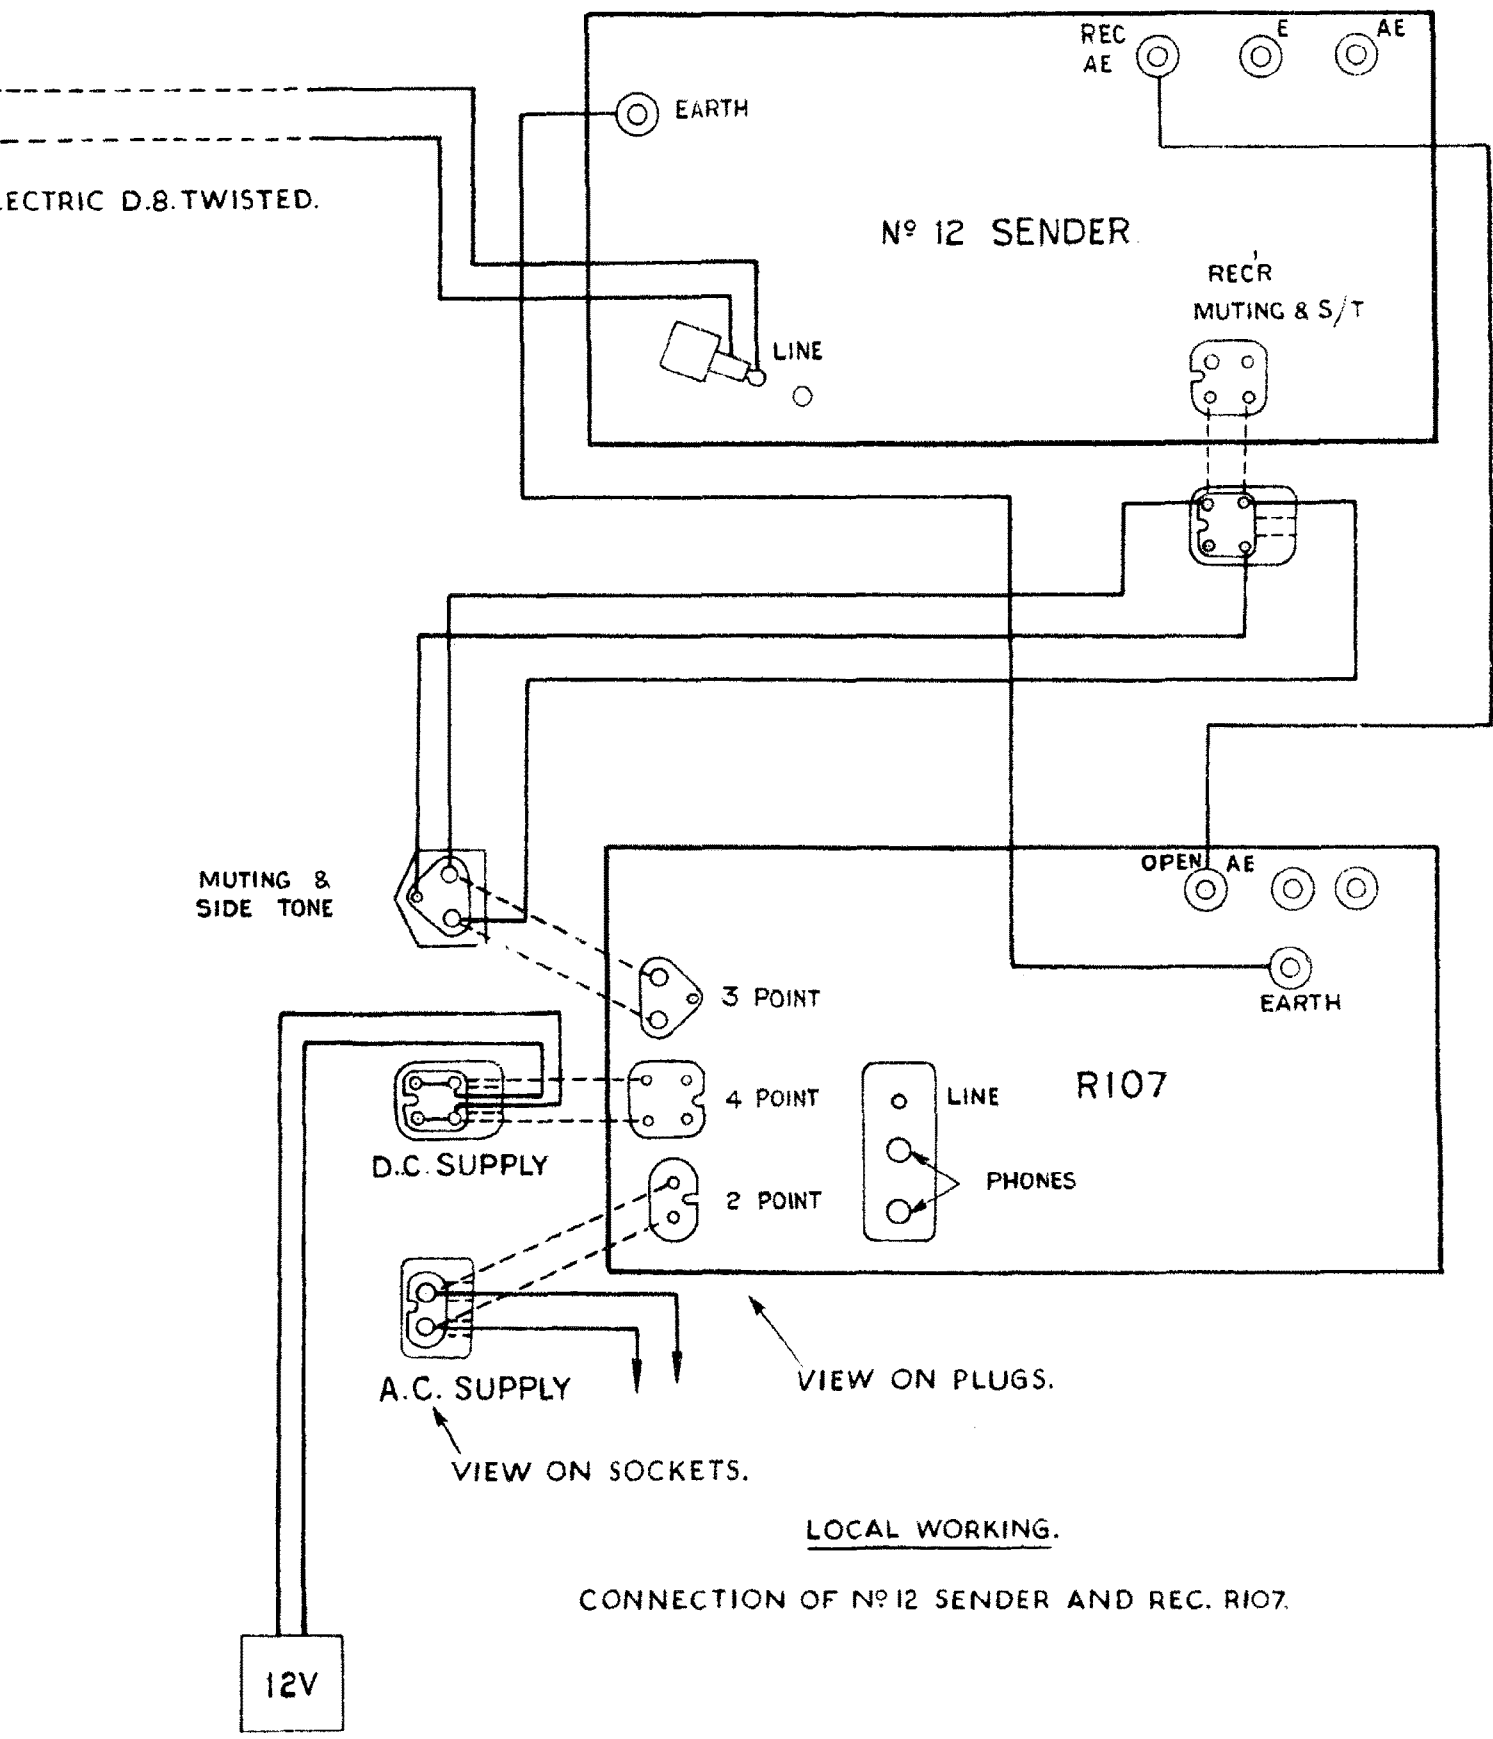 REC
AE
E
AE
EARTH
ELECTRIC D.8. TWISTED.
Nº 12 SENDER
REC'R
MUTING & S/T
LINE
OPEN AE
MUTING &
SIDE TONE
3 POINT
EARTH
4 POINT
LINE
R107
D.C. SUPPLY
2 POINT
PHONES
A.C. SUPPLY
VIEW ON PLUGS.
VIEW ON SOCKETS.
LOCAL WORKING.
CONNECTION OF Nº 12 SENDER AND REC. R107.
12V